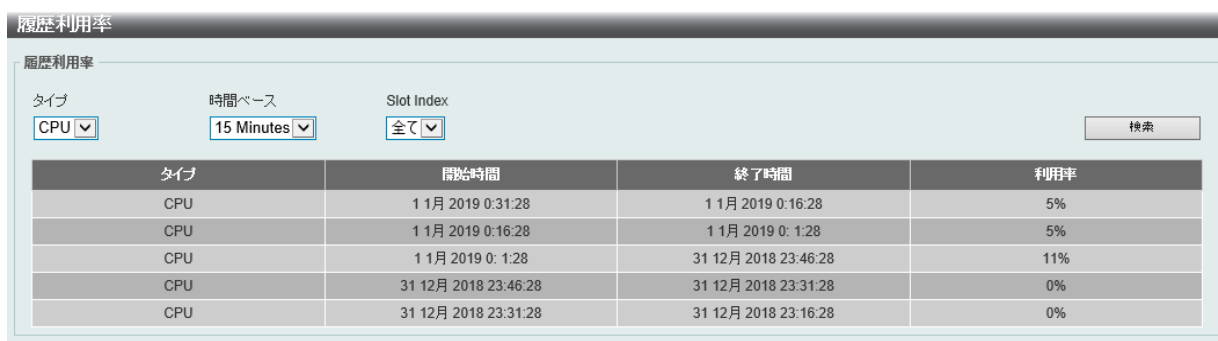 履歴利用率
履歴利用率
タイプ 時間ベース Slot Index
CPU 15 Minutes 全て 検索
タイプ 開始時間 終了時間 利用率
CPU 1 1月 2019 0:31:28 1 1月 2019 0:16:28 5%
CPU 1 1月 2019 0:16:28 1 1月 2019 0: 1:28 5%
CPU 1 1月 2019 0: 1:28 31 12月 2018 23:46:28 11%
CPU 31 12月 2018 23:46:28 31 12月 2018 23:31:28 0%
CPU 31 12月 2018 23:31:28 31 12月 2018 23:16:28 0%